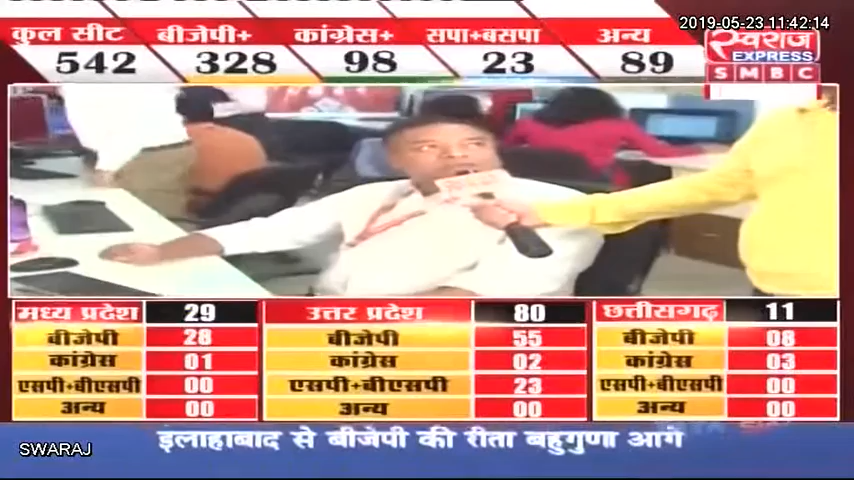 2019-05-23 11:42:14
कुल सीट बीजेपी+ कांग्रेस+ सपा+बसपा अन्य
542 328 98 23 89
स्वराज
EXPRESS
SMBC
मध्य प्रदेश 29
बीजेपी 28
कांग्रेस 01
एसपी+बीएसपी 00
अन्य 00
उत्तर प्रदेश 80
बीजेपी 55
कांग्रेस 02
एसपी+बीएसपी 23
अन्य 00
छत्तीसगढ़ 11
बीजेपी 08
कांग्रेस 03
एसपी+बीएसपी 00
अन्य 00
इलाहाबाद से बीजेपी की रीता बहुगुणा आगे
SWARAJ